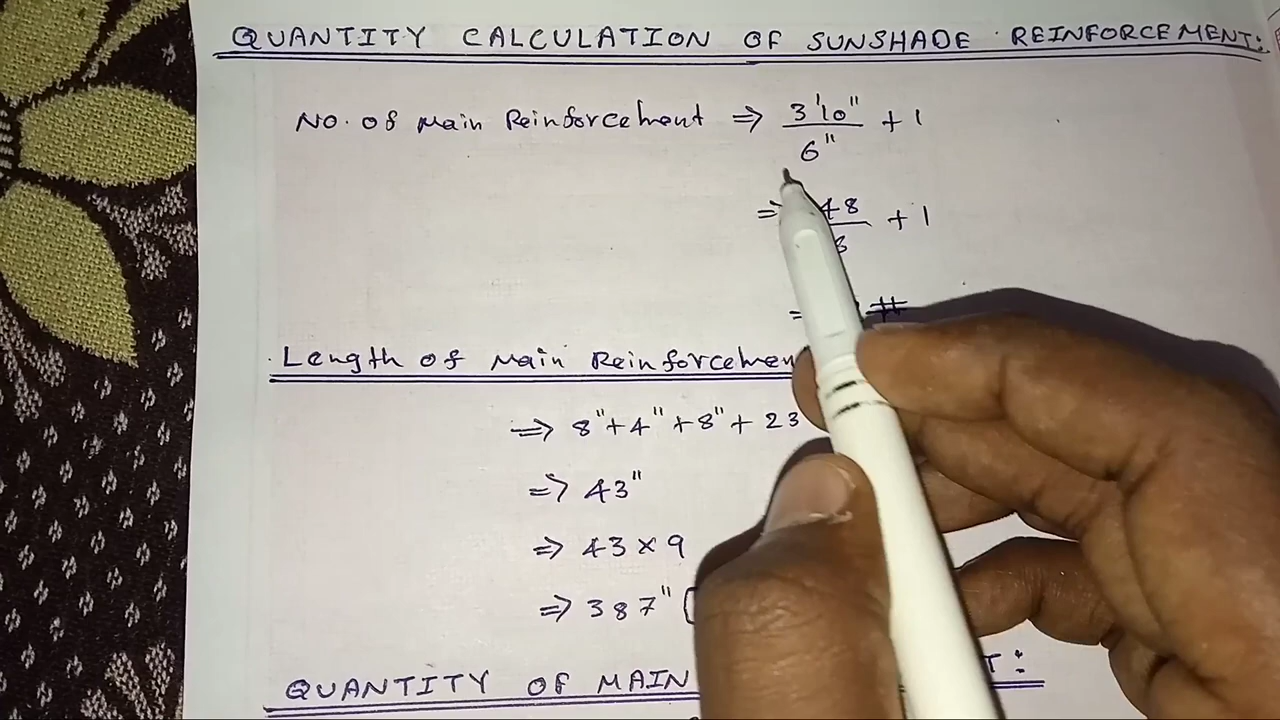 QUANTITY CALCULATION OF SUNSHADE REINFORCEMENT:
No. of Main Reinforcement ⇒ 3'10" / 6" + 1
⇒ 48 / + 1
=
Length of Main Reinforcemen
⇒ 8" + 4" + 8" + 23
⇒ 43"
⇒ 43 × 9
⇒ 387" [
QUANTITY OF MAIN T: